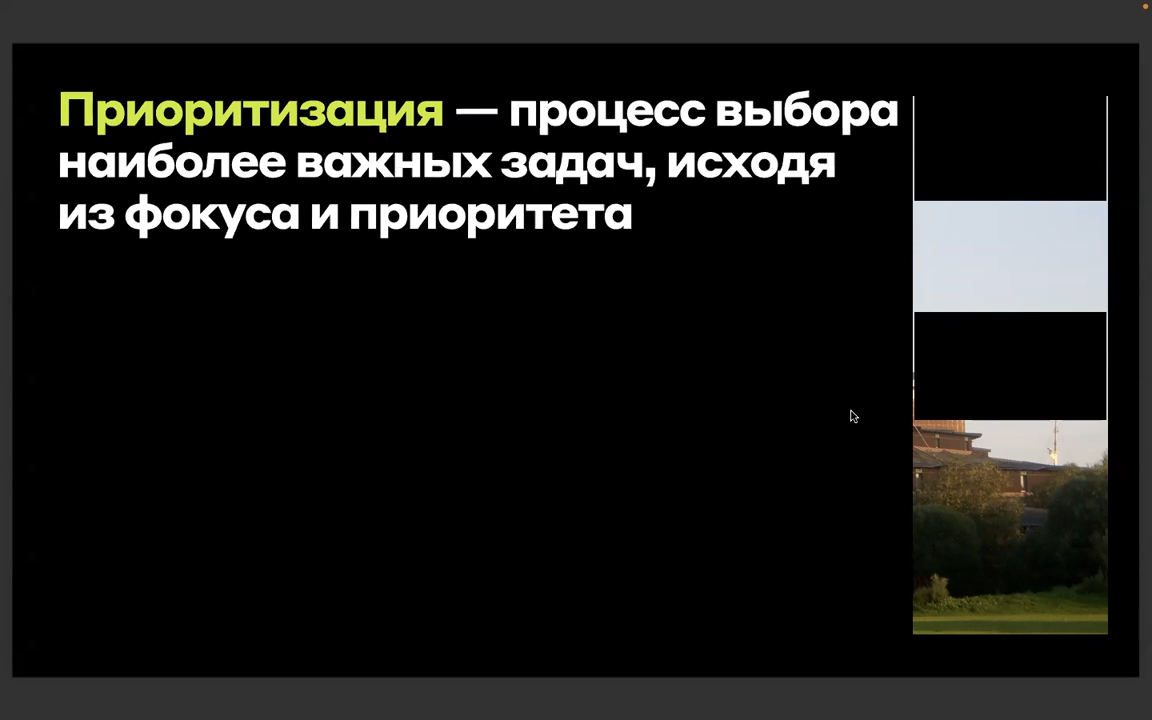 Приоритизация — процесс выбора
наиболее важных задач, исходя
из фокуса и приоритета